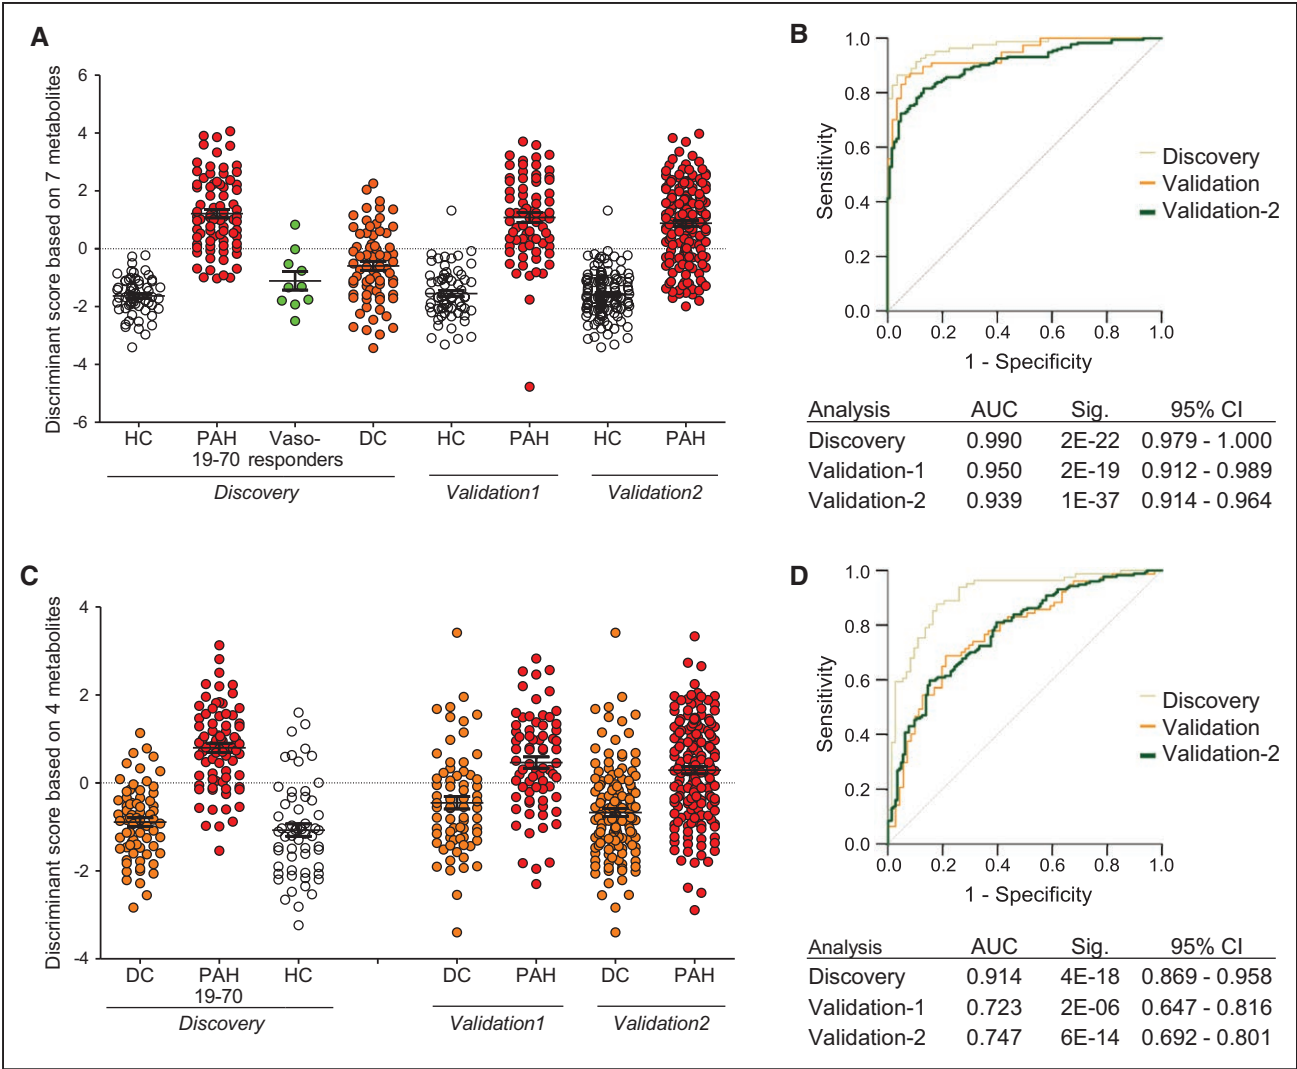 A
Discriminant score based on 7 metabolites
6
4
2
0
-2
-4
-6
HC PAH Vaso- DC HC PAH HC PAH
19-70 responders
Discovery Validation1 Validation2
B
Sensitivity
1.0
0.8
0.6
0.4
0.2
0.0
0.0 0.2 0.4 0.6 0.8 1.0
1 - Specificity
Discovery
Validation
Validation-2
Analysis AUC Sig. 95% CI
Discovery 0.990 2E-22 0.979 - 1.000
Validation-1 0.950 2E-19 0.912 - 0.989
Validation-2 0.939 1E-37 0.914 - 0.964
C
Discriminant score based on 4 metabolites
4
2
0
-2
-4
DC PAH HC DC PAH DC PAH
19-70
Discovery Validation1 Validation2
D
Sensitivity
1.0
0.8
0.6
0.4
0.2
0.0
0.0 0.2 0.4 0.6 0.8 1.0
1 - Specificity
Discovery
Validation
Validation-2
Analysis AUC Sig. 95% CI
Discovery 0.914 4E-18 0.869 - 0.958
Validation-1 0.723 2E-06 0.647 - 0.816
Validation-2 0.747 6E-14 0.692 - 0.801